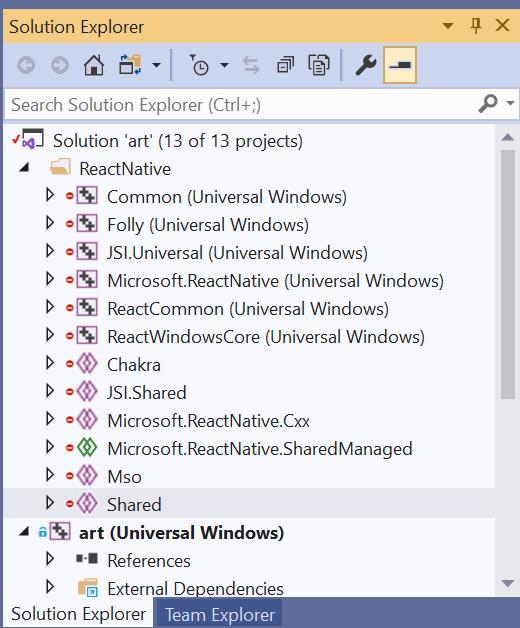 Solution Explorer
Search Solution Explorer (Ctrl+;)
Solution 'art' (13 of 13 projects)
ReactNative
Common (Universal Windows)
Folly (Universal Windows)
JSI.Universal (Universal Windows)
Microsoft.ReactNative (Universal Windows)
ReactCommon (Universal Windows)
ReactWindowsCore (Universal Windows)
Chakra
JSI.Shared
Microsoft.ReactNative.Cxx
Microsoft.ReactNative.SharedManaged
Mso
Shared
art (Universal Windows)
References
External Dependencies
Solution Explorer Team Explorer